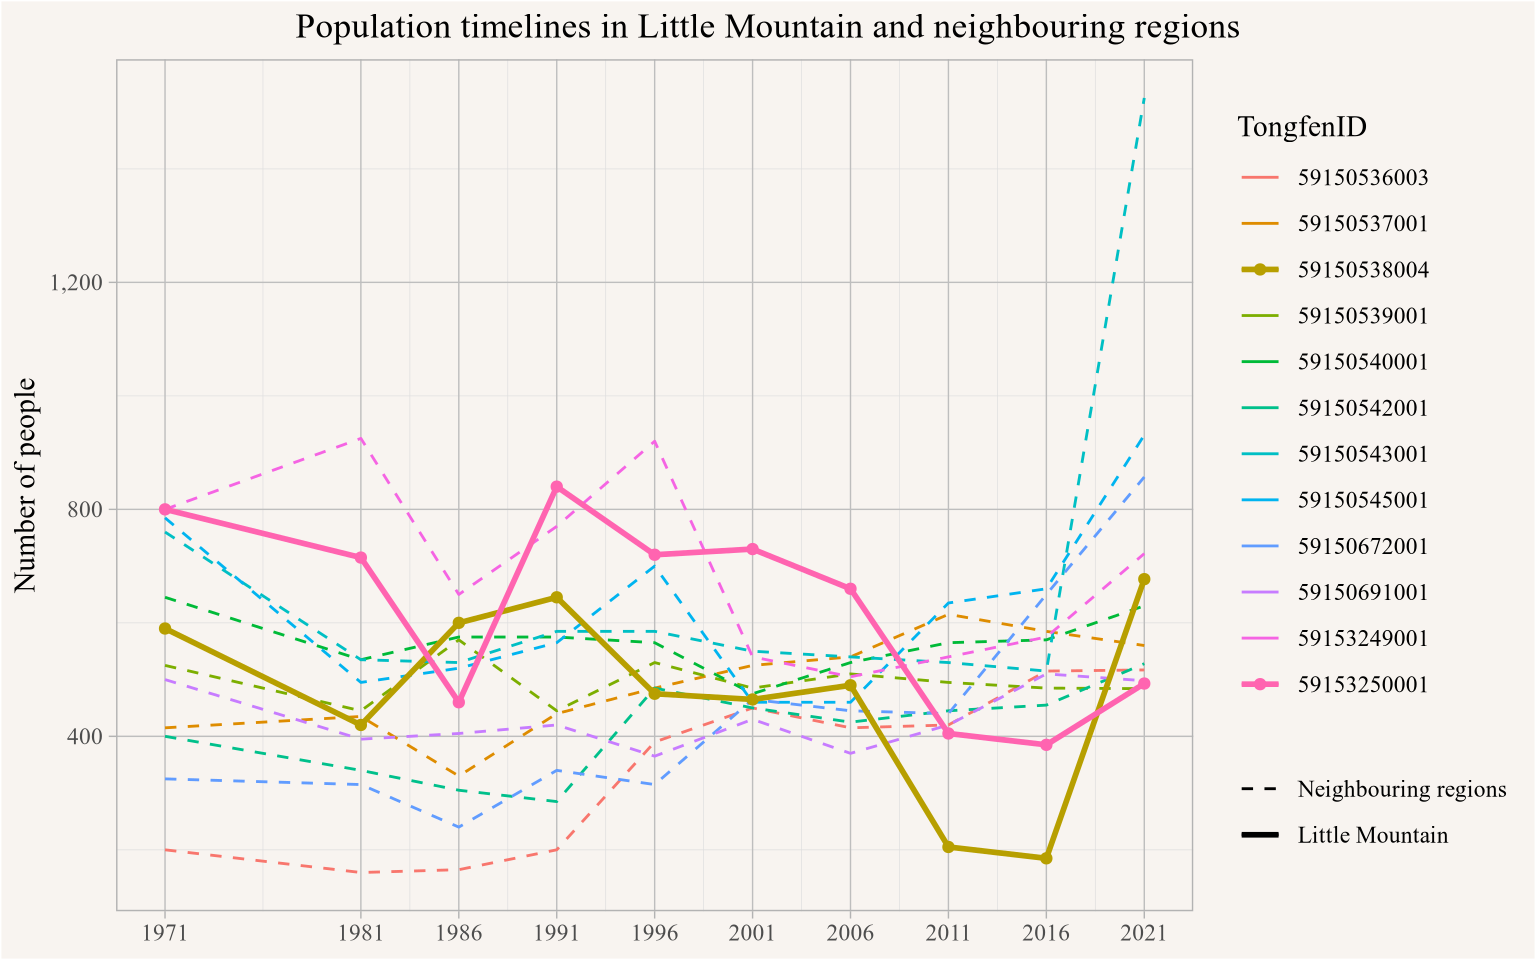 Population timelines in Little Mountain and neighbouring regions
Number of people
1,200
800
400
1971 1981 1986 1991 1996 2001 2006 2011 2016 2021
TongfenID
59150536003
59150537001
59150538004
59150539001
59150540001
59150542001
59150543001
59150545001
59150672001
59150691001
59153249001
59153250001
Neighbouring regions
Little Mountain